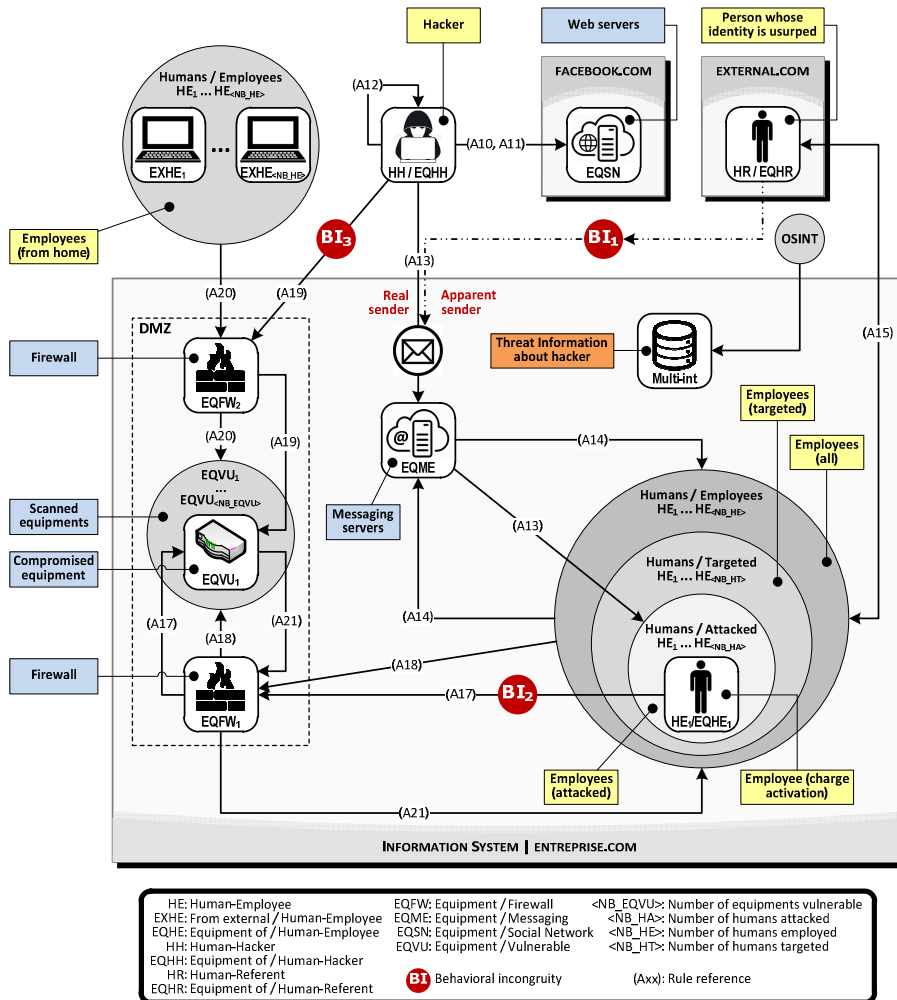 Hacker
Web servers
Person whose
identity is usurped
Humans / Employees
HE1 ... HE<NB_HE>
EXHE1
...
EXHE<NB_HE>
(A12)
HH / EQHH
(A10, A11)
FACEBOOK.COM
EQSN
EXTERNAL.COM
HR / EQHR
Employees
(from home)
BI3
BI1
OSINT
(A20)
(A19)
(A13)
Real
sender
Apparent
sender
(A15)
DMZ
Firewall
EQFW2
Threat Information
about hacker
Multi-int
(A20)
(A19)
@
EQME
(A14)
Employees
(targeted)
Employees
(all)
EQVU1
...
EQVU<NB_EQVU>
Scanned
equipments
Messaging
servers
Humans / Employees
HE1 ... HE<NB_HE>
(A13)
Compromised
equipment
EQVU1
Humans / Targeted
HE1 ... HE<NB_HT>
(A14)
(A17)
(A18)
(A21)
Humans / Attacked
HE1 ... HE<NB_HA>
(A18)
Firewall
EQFW1
(A17)
BI2
HE1/EQHE1
Employees
(attacked)
Employee (charge
activation)
(A21)
INFORMATION SYSTEM | ENTREPRISE.COM
HE: Human-Employee
EXHE: From external / Human-Employee
EQHE: Equipment of / Human-Employee
HH: Human-Hacker
EQHH: Equipment of / Human-Hacker
HR: Human-Referent
EQHR: Equipment of / Human-Referent
EQFW: Equipment / Firewall
EQME: Equipment / Messaging
EQSN: Equipment / Social Network
EQVU: Equipment / Vulnerable
BI Behavioral incongruity
<NB_EQVU>: Number of equipments vulnerable
<NB_HA>: Number of humans attacked
<NB_HE>: Number of humans employed
<NB_HT>: Number of humans targeted
(Axx): Rule reference